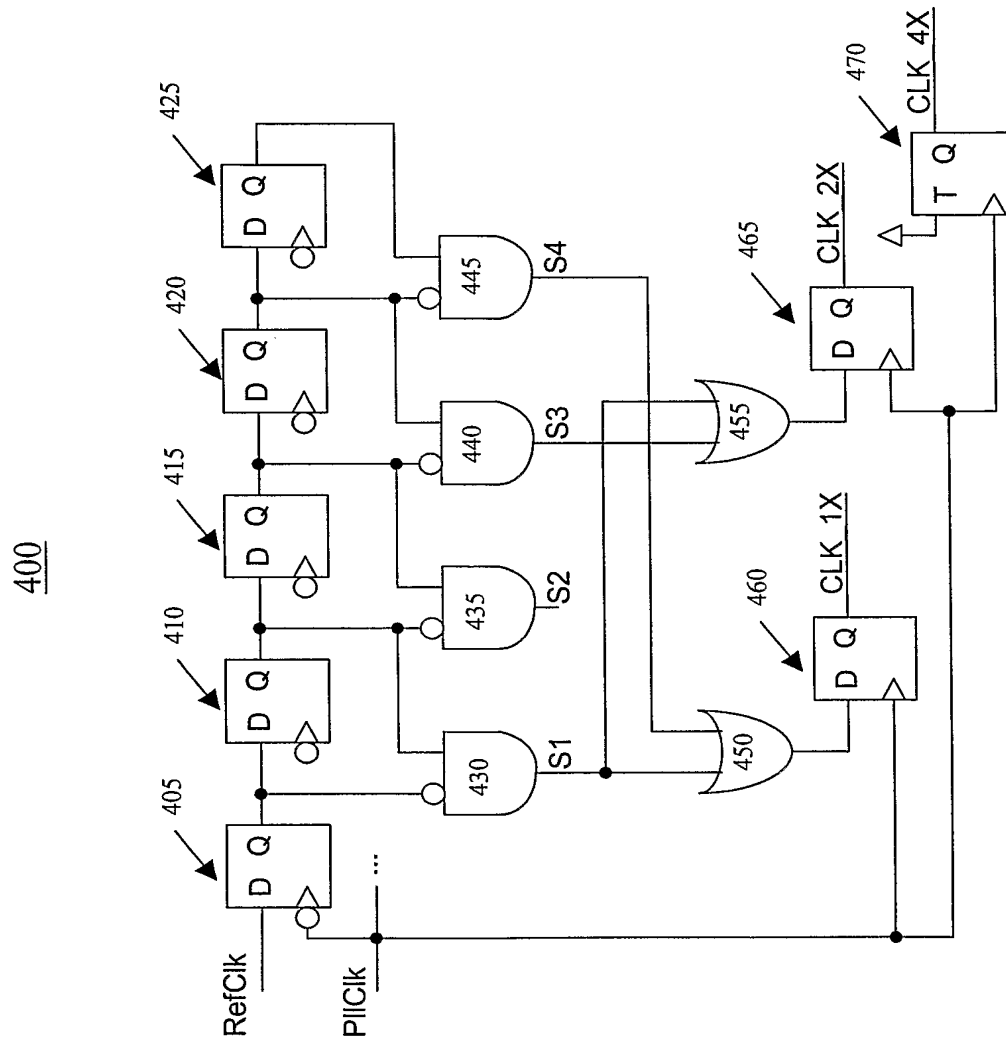 400
405
410
415
420
425
D Q
D Q
D Q
D Q
D Q
RefClk
PllClk
...
430
435
440
445
S1
S2
S3
S4
450
455
460
465
470
D Q
D Q
T Q
CLK 1X
CLK 2X
CLK 4X